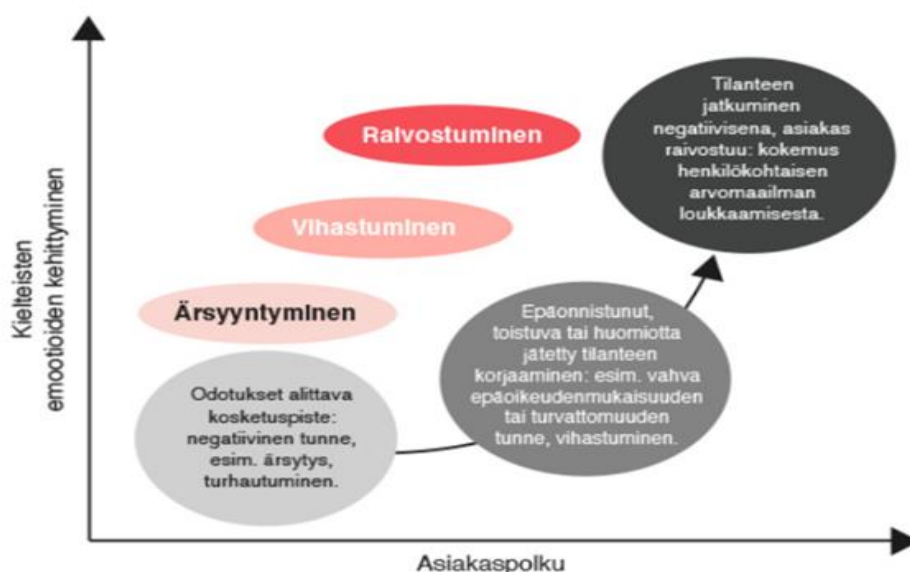 Kielteisten
emootioiden kehittyminen
Raivostuminen
Vihastuminen
Ärsyyntyminen
Odotukset alittava
kosketuspiste:
negatiivinen tunne,
esim. ärsytys,
turhautuminen.
Epäonnistunut,
toistuva tai huomiotta
jätetty tilanteen
korjaaminen: esim. vahva
epäoikeudenmukaisuuden
tai turvattomuuden
tunne, vihastuminen.
Tilanteen
jatkuminen
negatiivisena, asiakas
raivostuu: kokemus
henkilökohtaisen
arvomaailman
loukkaamisesta.
Asiakaspolku